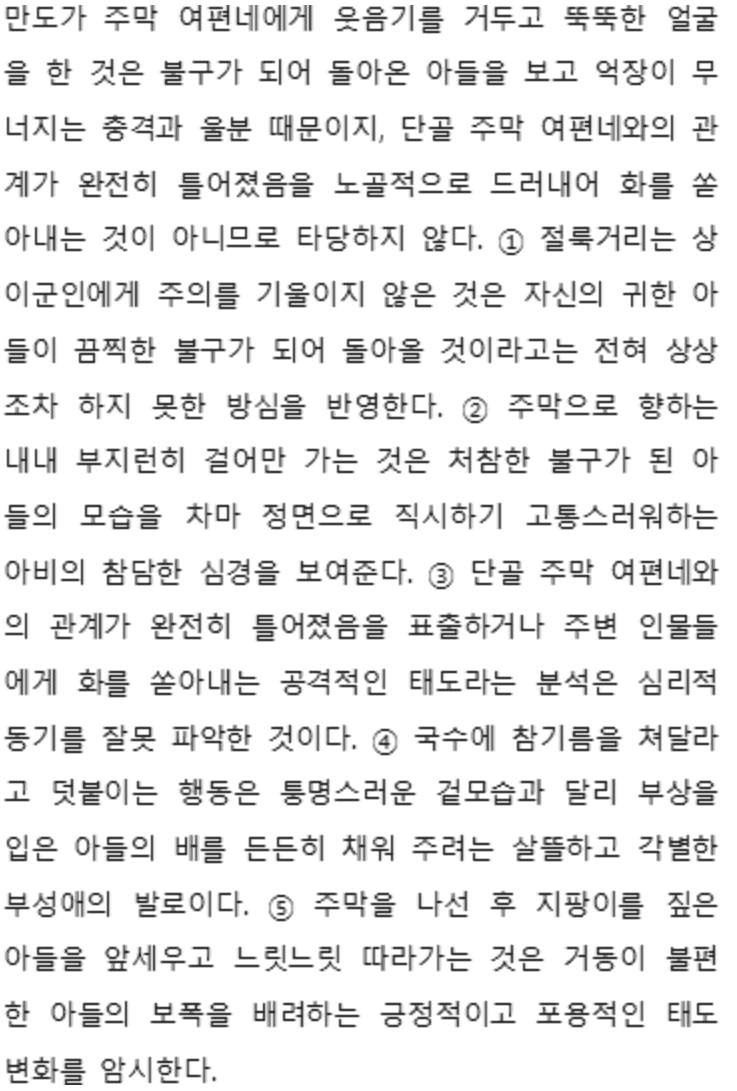 만도가 주막 여편네에게 웃음기를 거두고 뚝뚝한 얼굴
을 한 것은 불구가 되어 돌아온 아들을 보고 억장이 무
너지는 충격과 울분 때문이지, 단골 주막 여편네와의 관
계가 완전히 틀어졌음을 노골적으로 드러내어 화를 쏟
아내는 것이 아니므로 타당하지 않다. ① 절룩거리는 상
이군인에게 주의를 기울이지 않은 것은 자신의 귀한 아
들이 끔찍한 불구가 되어 돌아올 것이라고는 전혀 상상
조차 하지 못한 방심을 반영한다. ② 주막으로 향하는
내내 부지런히 걸어만 가는 것은 처참한 불구가 된 아
들의 모습을 차마 정면으로 직시하기 고통스러워하는
아비의 참담한 심경을 보여준다. ③ 단골 주막 여편네와
의 관계가 완전히 틀어졌음을 표출하거나 주변 인물들
에게 화를 쏟아내는 공격적인 태도라는 분석은 심리적
동기를 잘못 파악한 것이다. ④ 국수에 참기름을 쳐달라
고 덧붙이는 행동은 퉁명스러운 겉모습과 달리 부상을
입은 아들의 배를 든든히 채워 주려는 살뜰하고 각별한
부성애의 발로이다. ⑤ 주막을 나선 후 지팡이를 짚은
아들을 앞세우고 느릿느릿 따라가는 것은 거동이 불편
한 아들의 보폭을 배려하는 긍정적이고 포용적인 태도
변화를 암시한다.